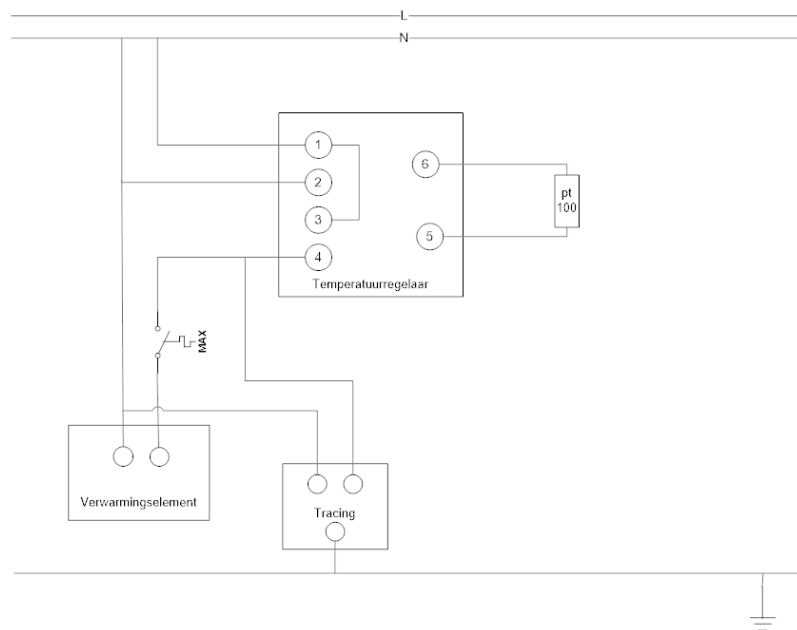 L
N
1
2
3
4
6
5
pt
100
Temperatuurregelaar
MAX
Verwarmingselement
Tracing